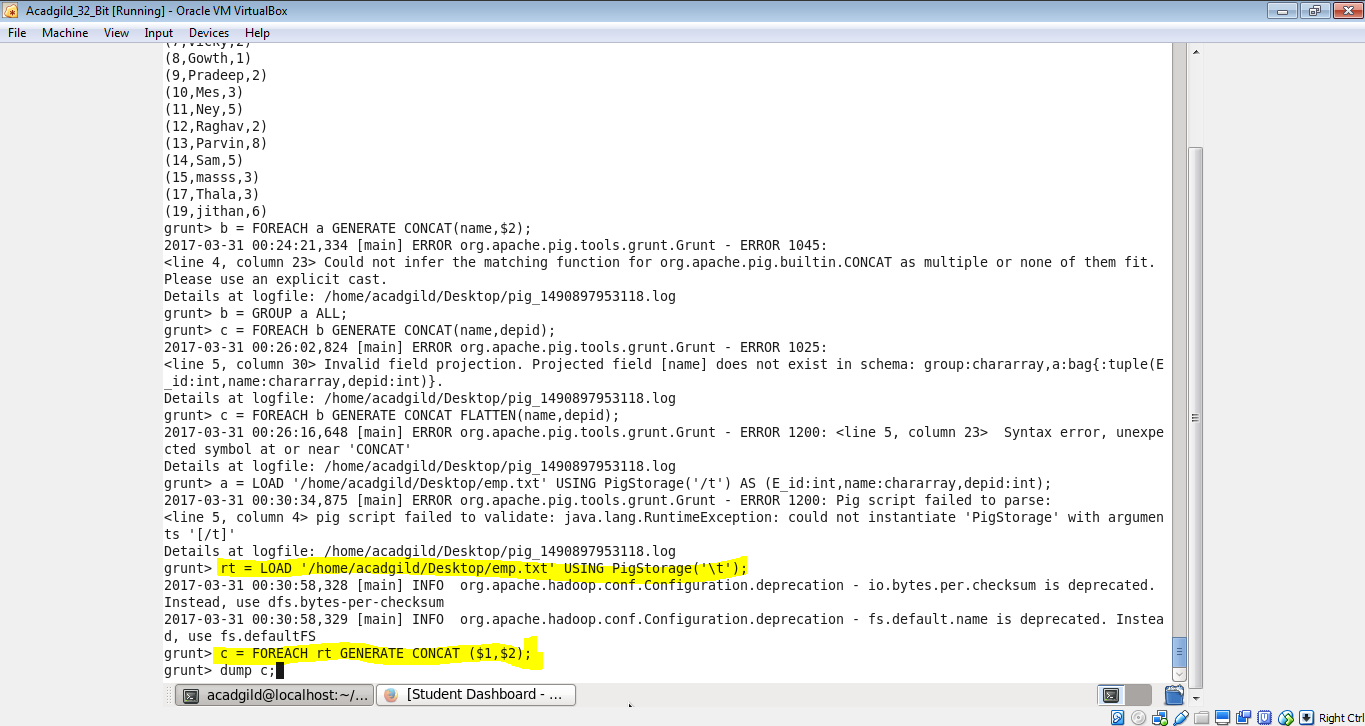 Acadgild_32_Bit [Running] - Oracle VM VirtualBox
File Machine View Input Devices Help
(7,Vicky,2)
(8,Gowth,1)
(9,Pradeep,2)
(10,Mes,3)
(11,Ney,5)
(12,Raghav,2)
(13,Parvin,8)
(14,Sam,5)
(15,masss,3)
(17,Thala,3)
(19,jithan,6)
grunt> b = FOREACH a GENERATE CONCAT(name,$2);
2017-03-31 00:24:21,334 [main] ERROR org.apache.pig.tools.grunt.Grunt - ERROR 1045:
<line 4, column 23> Could not infer the matching function for org.apache.pig.builtin.CONCAT as multiple or none of them fit.
Please use an explicit cast.
Details at logfile: /home/acadgild/Desktop/pig_1490897953118.log
grunt> b = GROUP a ALL;
grunt> c = FOREACH b GENERATE CONCAT(name,depid);
2017-03-31 00:26:02,824 [main] ERROR org.apache.pig.tools.grunt.Grunt - ERROR 1025:
<line 5, column 30> Invalid field projection. Projected field [name] does not exist in schema: group:chararray,a:bag{:tuple(E
_id:int,name:chararray,depid:int)}.
Details at logfile: /home/acadgild/Desktop/pig_1490897953118.log
grunt> c = FOREACH b GENERATE CONCAT FLATTEN(name,depid);
2017-03-31 00:26:16,648 [main] ERROR org.apache.pig.tools.grunt.Grunt - ERROR 1200: <line 5, column 23>  Syntax error, unexpe
cted symbol at or near 'CONCAT'
Details at logfile: /home/acadgild/Desktop/pig_1490897953118.log
grunt> a = LOAD '/home/acadgild/Desktop/emp.txt' USING PigStorage('/t') AS (E_id:int,name:chararray,depid:int);
2017-03-31 00:30:34,875 [main] ERROR org.apache.pig.tools.grunt.Grunt - ERROR 1200: Pig script failed to parse:
<line 5, column 4> pig script failed to validate: java.lang.RuntimeException: could not instantiate 'PigStorage' with argumen
ts '[/t]'
Details at logfile: /home/acadgild/Desktop/pig_1490897953118.log
grunt> rt = LOAD '/home/acadgild/Desktop/emp.txt' USING PigStorage('\t');
2017-03-31 00:30:58,328 [main] INFO  org.apache.hadoop.conf.Configuration.deprecation - io.bytes.per.checksum is deprecated.
Instead, use dfs.bytes-per-checksum
2017-03-31 00:30:58,329 [main] INFO  org.apache.hadoop.conf.Configuration.deprecation - fs.default.name is deprecated. Instea
d, use fs.defaultFS
grunt> c = FOREACH rt GENERATE CONCAT ($1,$2);
grunt> dump c;
acadgild@localhost:~/... [Student Dashboard - ...
Right Ctrl